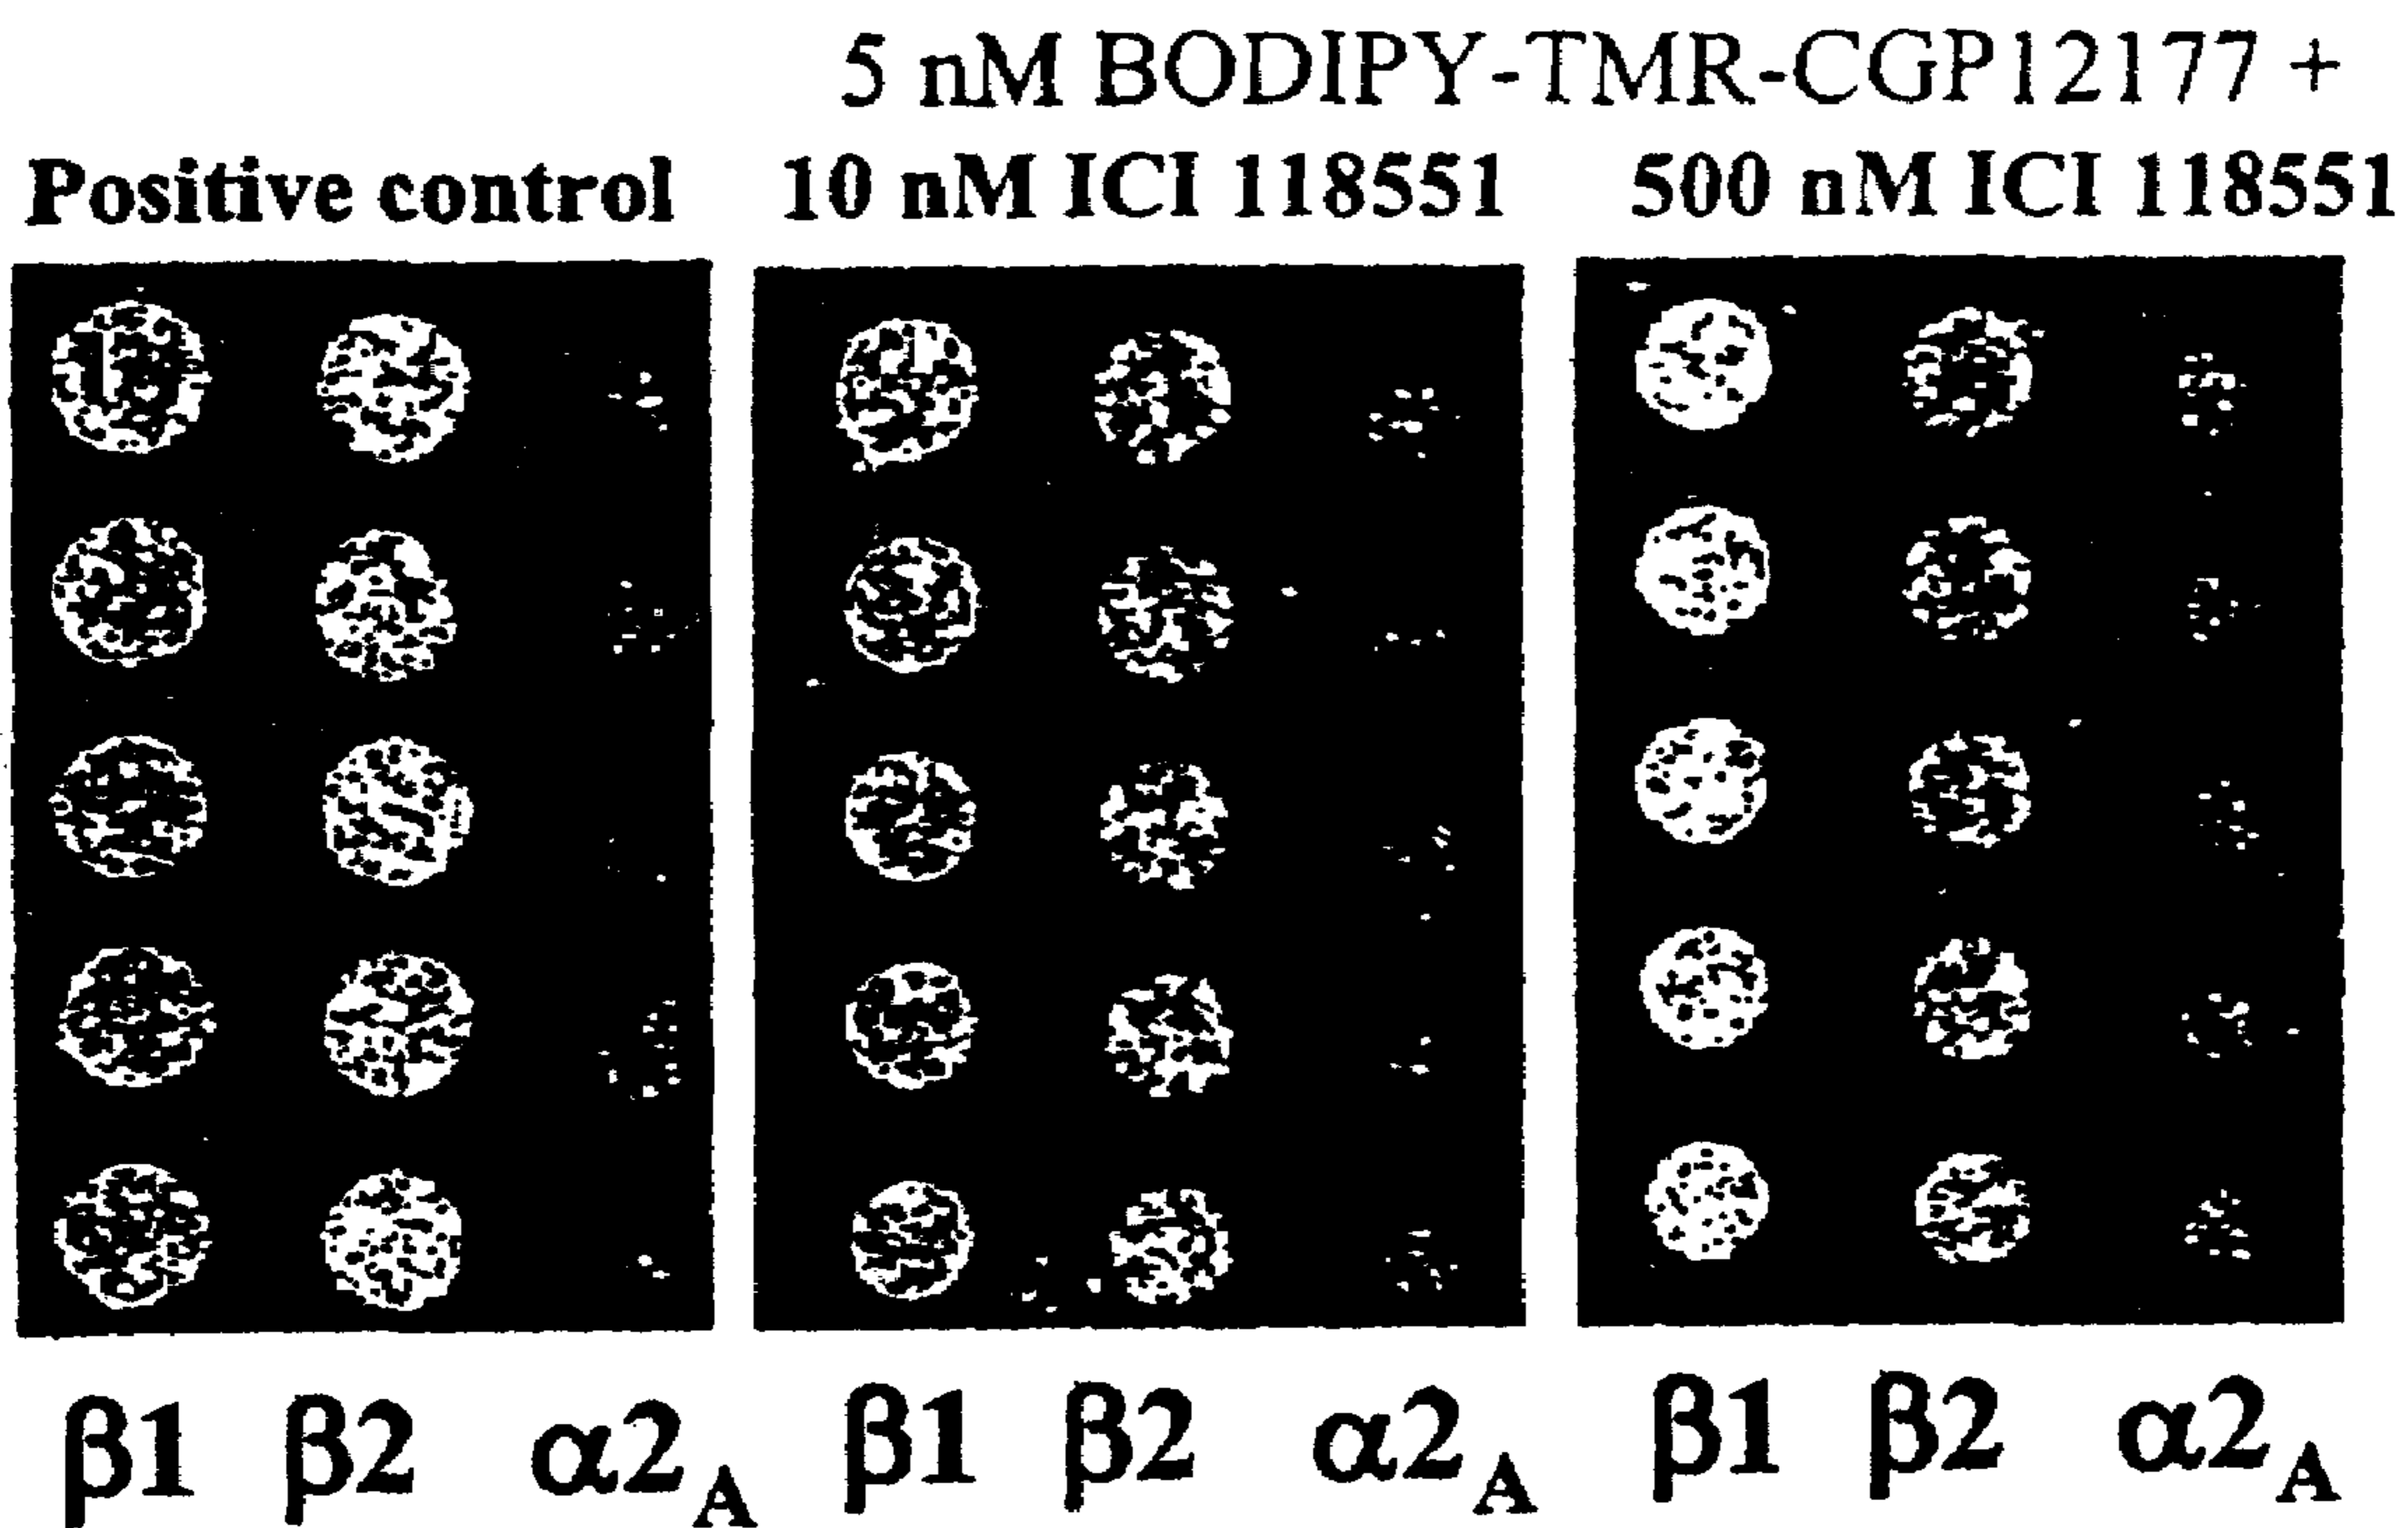 5 nM BODIPY-TMR-CGP12177 +
Positive control 10 nM ICI 118551 500 nM ICI 118551
β1 β2 α2A β1 β2 α2A β1 β2 α2A